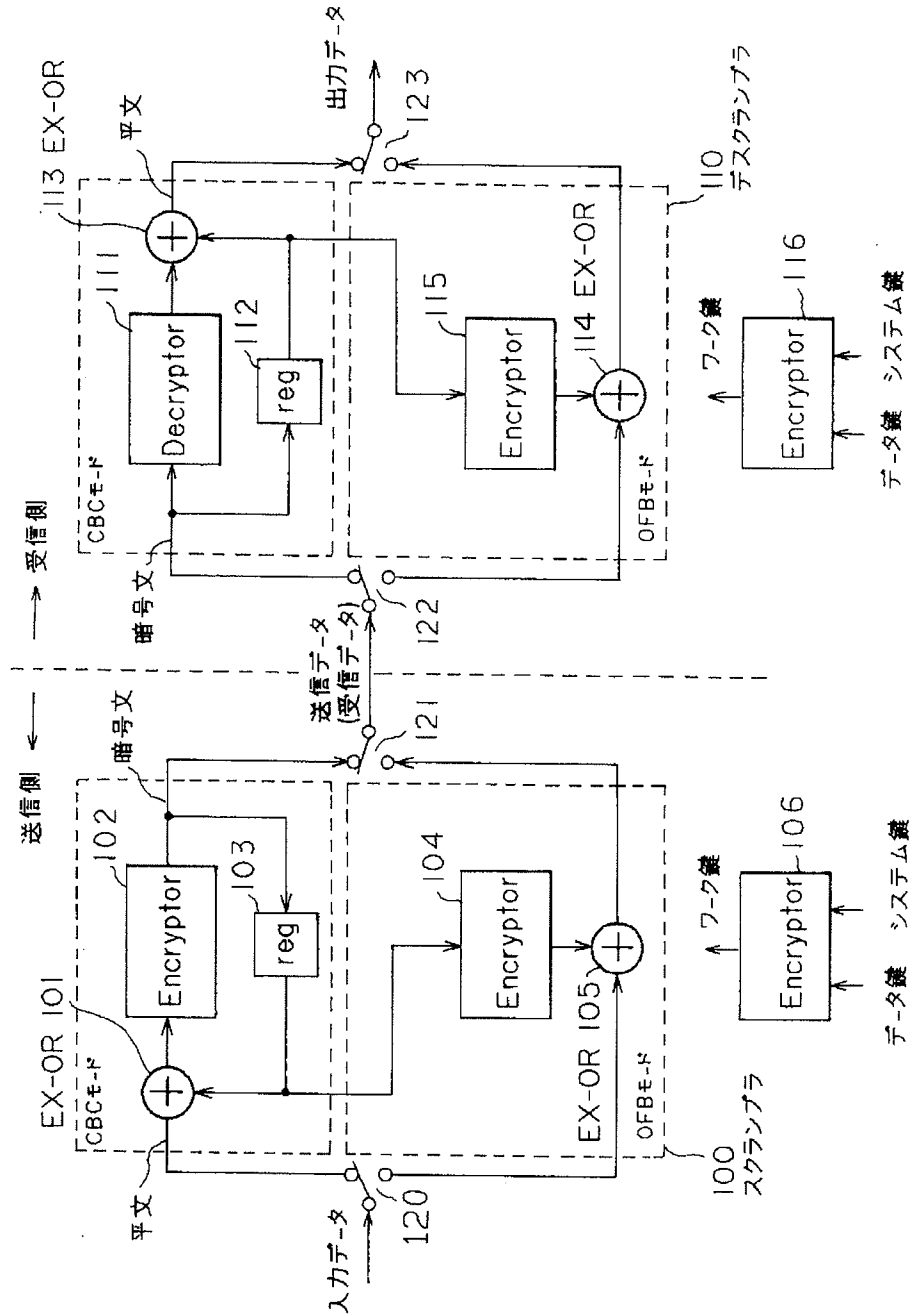 送信側
受信側
EX-OR 101
102
暗号文
平文
CBCモード
Encryptor
103
reg
入力データ
120
121
送信データ
(受信データ)
104
Encryptor
EX-OR 105
OFBモード
100
スクランブラ
ワーク鍵
Encryptor
106
データ鍵
システム鍵
暗号文
CBCモード
111
Decryptor
113 EX-OR
平文
112
reg
122
123
出力データ
115
Encryptor
114 EX-OR
OFBモード
110
デスクランブラ
ワーク鍵
Encryptor
116
データ鍵
システム鍵